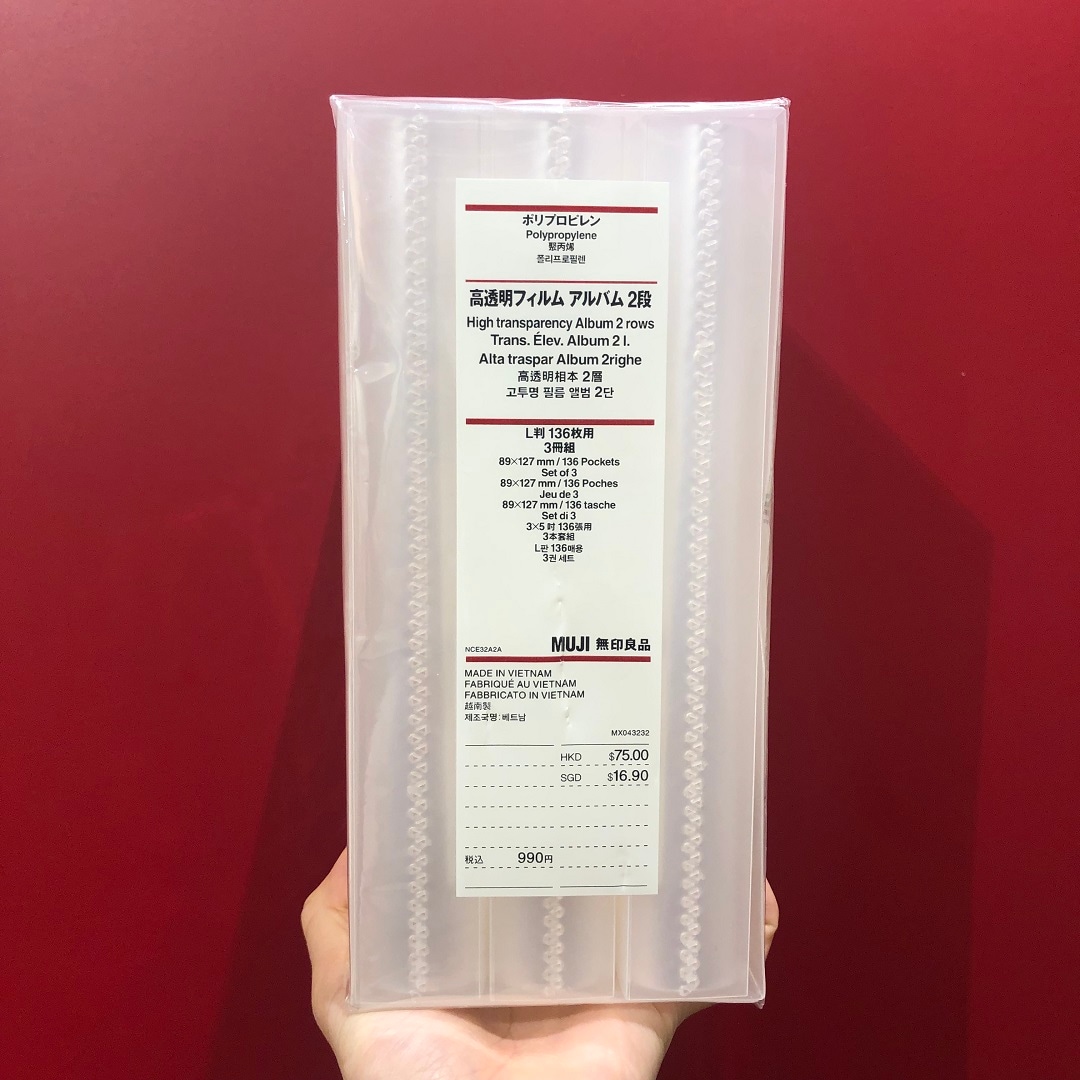 ポリプロピレン
Polypropylene
聚丙烯
폴리프로필렌
高透明フィルム アルバム 2段
High transparency Album 2 rows
Trans. Élev. Album 2 l.
Alta traspar Album 2righe
高透明相本 2層
고투명 필름 앨범 2단
L判 136枚用
3冊組
89×127 mm / 136 Pockets
Set of 3
89×127 mm / 136 Poches
Jeu de 3
89×127 mm / 136 tasche
Set di 3
3×5 吋 136張用
3本套組
L판 136매용
3권 세트
NCE32A2A MUJI 無印良品
MADE IN VIETNAM
FABRIQUÉ AU VIETNAM
FABBRICATO IN VIETNAM
越南製
제조국명: 베트남
MX043232
HKD $75.00
SGD $16.90
税込 990円